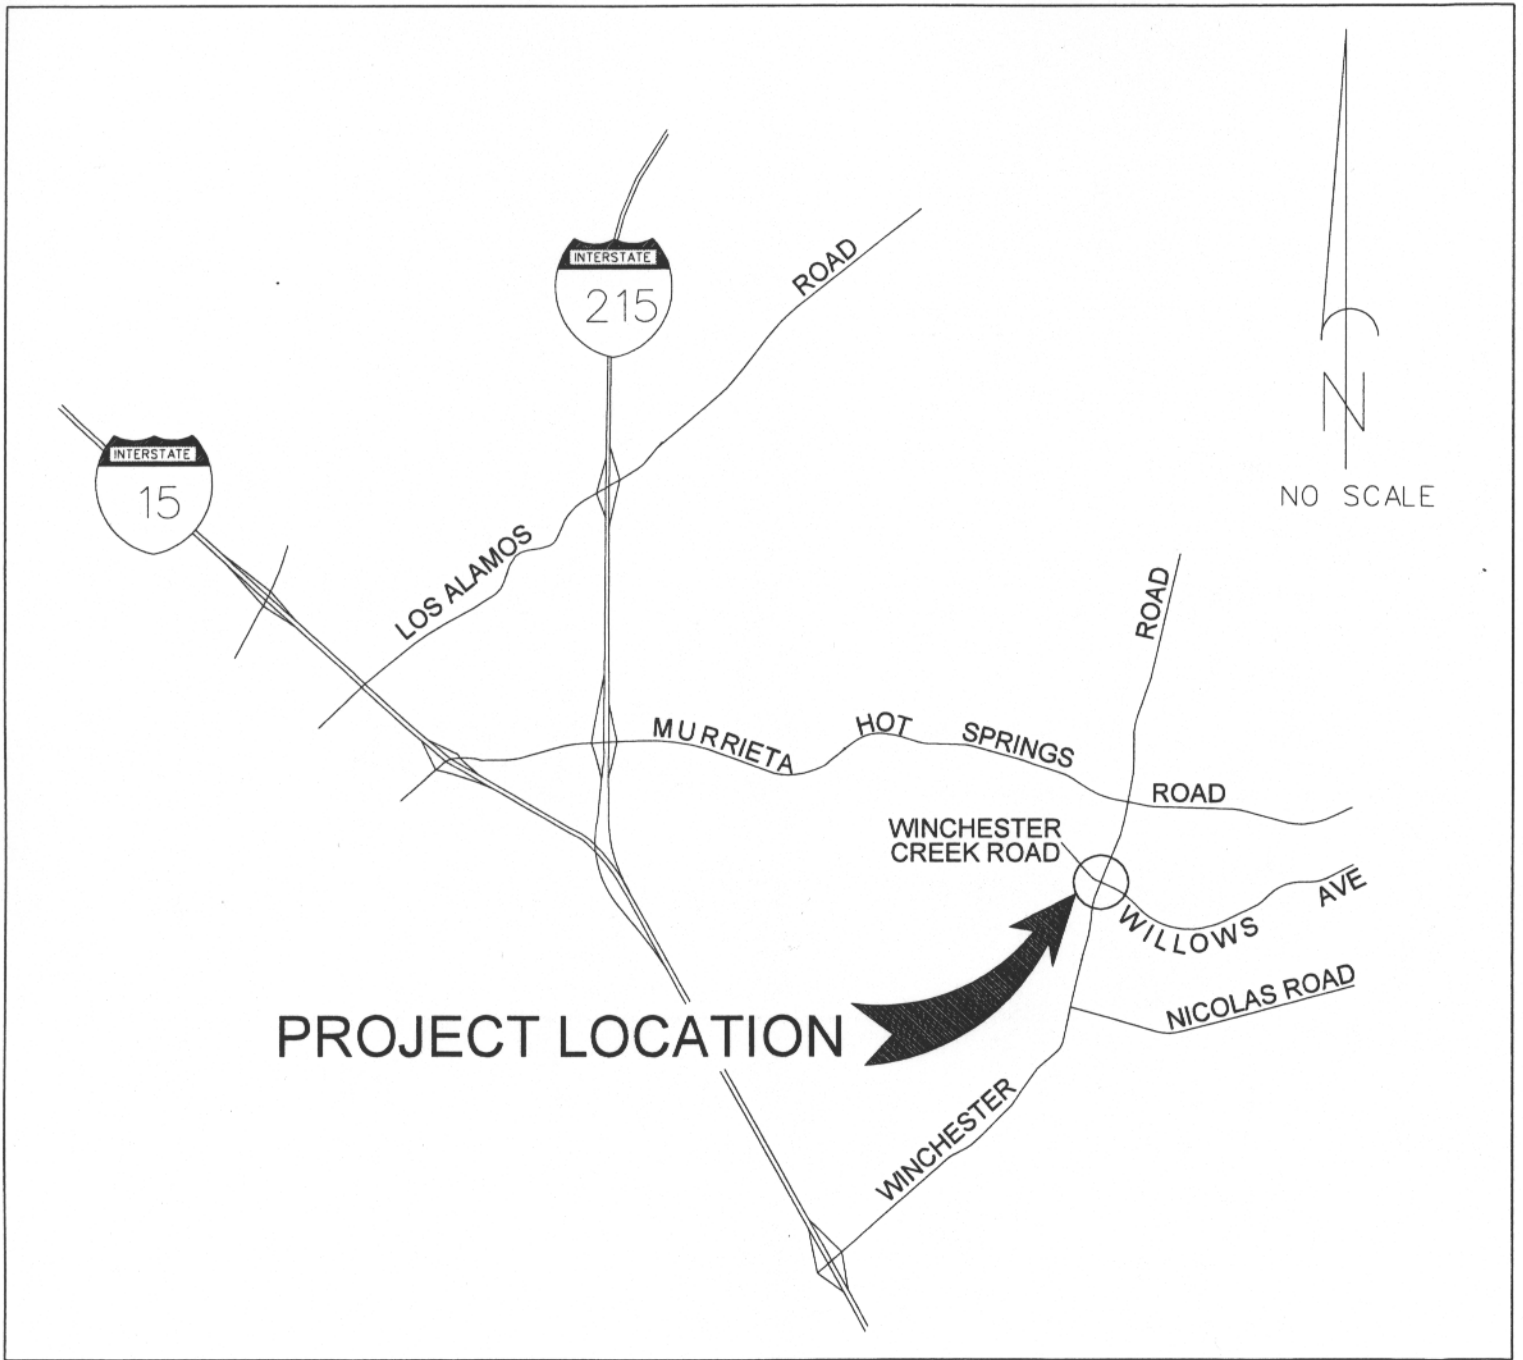 INTERSTATE
215
ROAD
INTERSTATE
15
N
NO SCALE
LOS ALAMOS
ROAD
MURRIETA
HOT
SPRINGS
ROAD
WINCHESTER
CREEK ROAD
WILLOWS
AVE
NICOLAS ROAD
PROJECT LOCATION
WINCHESTER